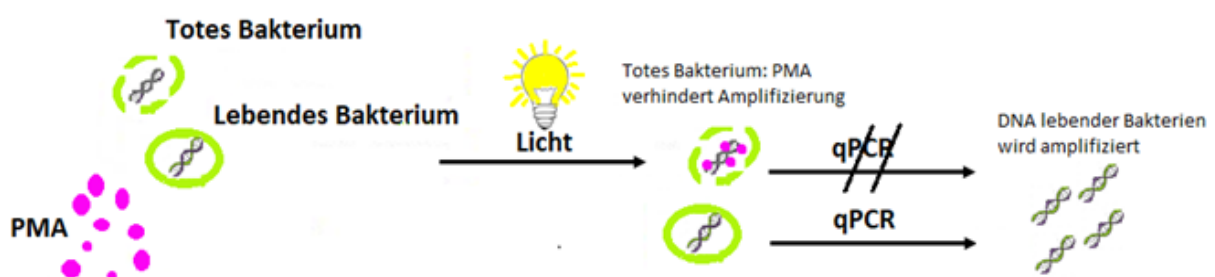 Totes Bakterium
Lebendes Bakterium
PMA
Licht
Totes Bakterium: PMA
verhindert Amplifizierung
qPCR
qPCR
DNA lebender Bakterien
wird amplifiziert